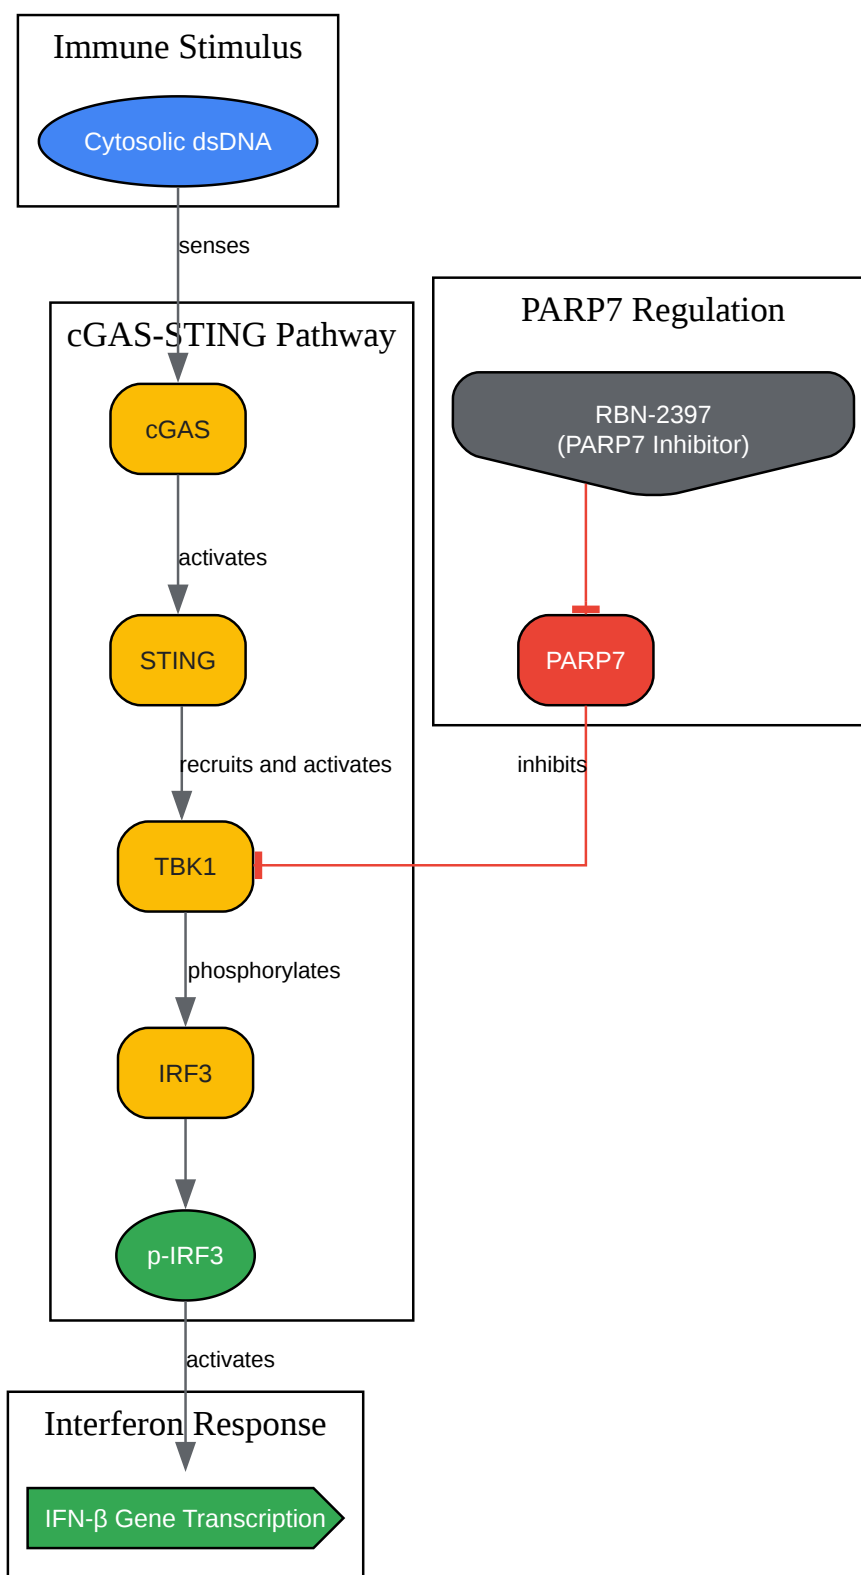 Immune Stimulus
Cytosolic dsDNA
senses
cGAS-STING Pathway
cGAS
activates
STING
recruits and activates
TBK1
phosphorylates
IRF3
p-IRF3
activates
PARP7 Regulation
RBN-2397
(PARP7 Inhibitor)
PARP7
inhibits
Interferon Response
IFN-β Gene Transcription